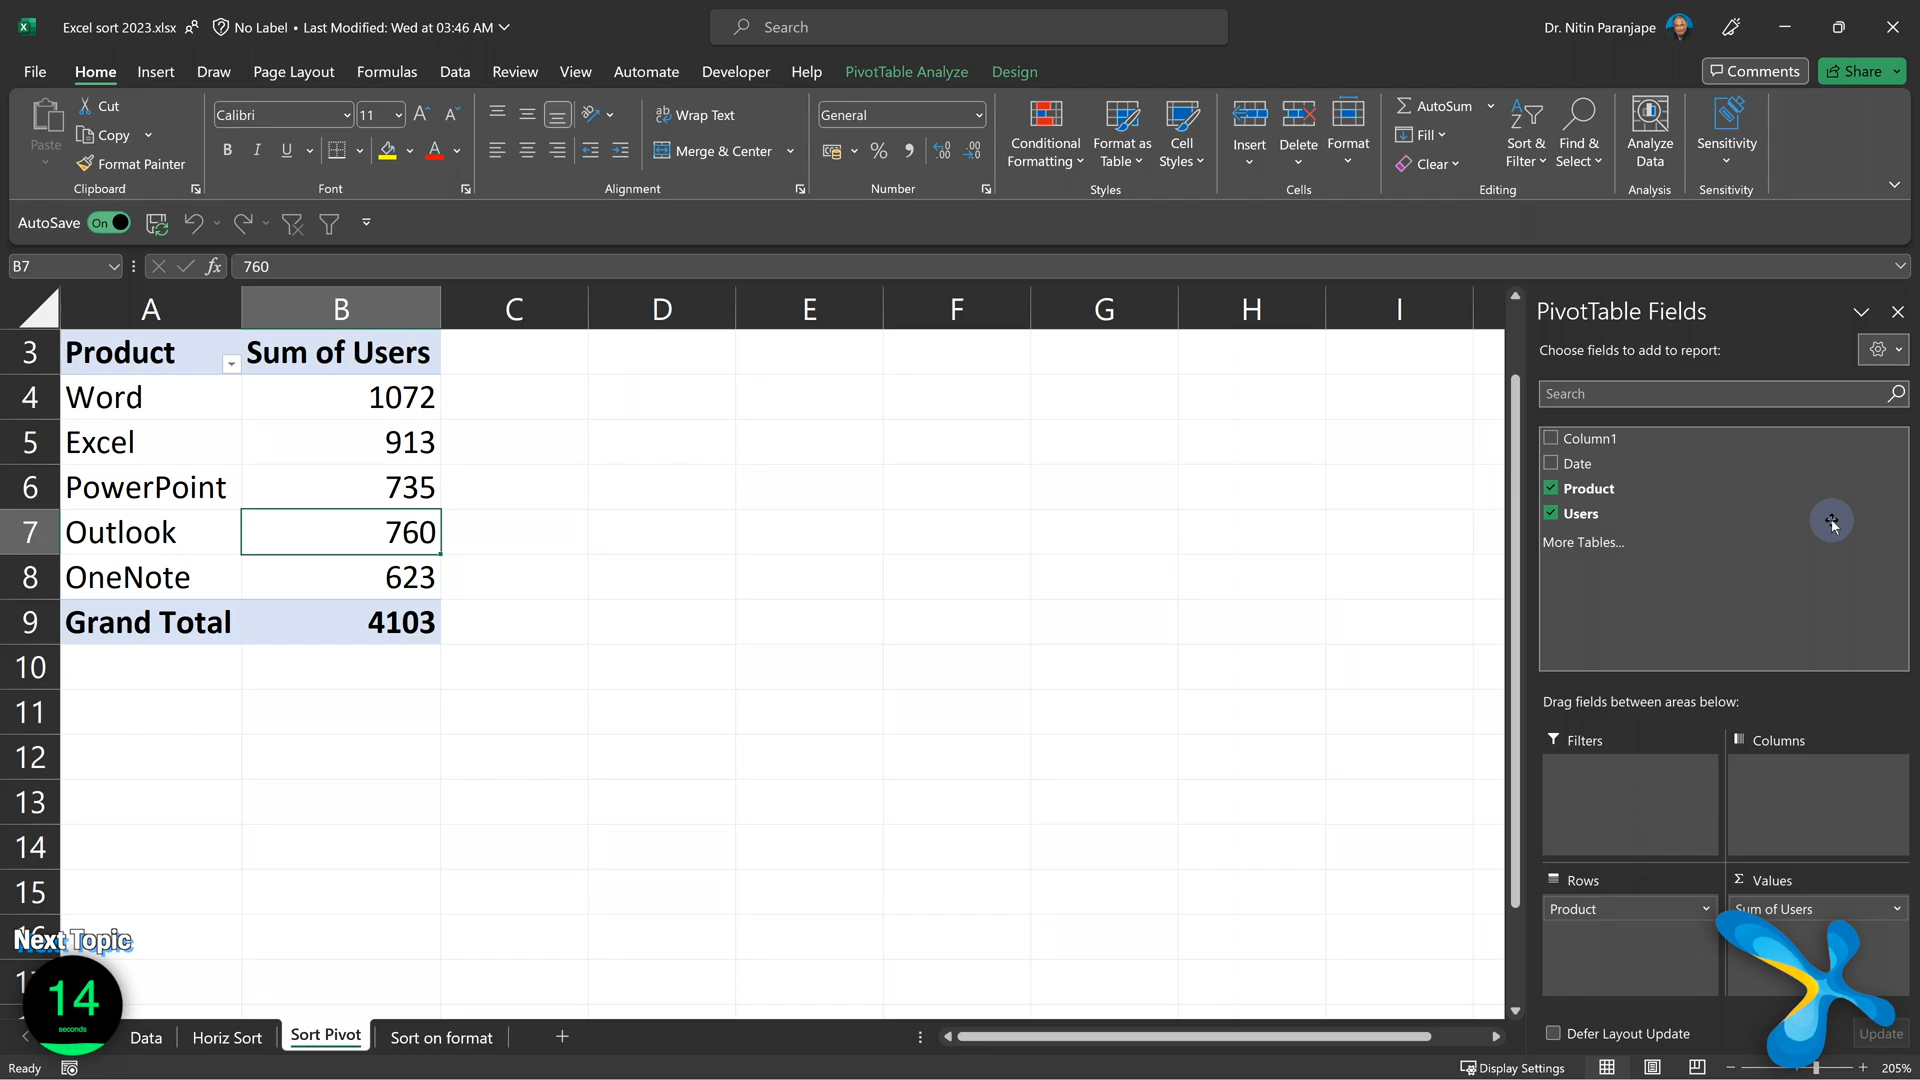 Excel sort 2023.xlsx No Label • Last Modified: Wed at 03:46 AM Search Dr. Nitin Paranjape
File Home Insert Draw Page Layout Formulas Data Review View Automate Developer Help PivotTable Analyze Design Comments Share
Paste Cut Copy Format Painter Clipboard
Calibri 11 B I U A Font
Wrap Text Merge & Center Alignment
General % Number
Conditional Formatting Format as Table Cell Styles Styles
Insert Delete Format Cells
AutoSum Fill Clear Sort & Filter Find & Select Editing
Analyze Data Analysis
Sensitivity Sensitivity
AutoSave On
B7 fx 760
A B C D E F G H I
3 Product Sum of Users
4 Word 1072
5 Excel 913
6 PowerPoint 735
7 Outlook 760
8 OneNote 623
9 Grand Total 4103
10
11
12
13
14
15
Next Topic
14
seconds
PivotTable Fields
Choose fields to add to report:
Search
Column1
Date
Product
Users
More Tables...
Drag fields between areas below:
Filters Columns
Rows Values
Product Sum of Users
Defer Layout Update Update
Data Horiz Sort Sort Pivot Sort on format
Ready Display Settings 205%